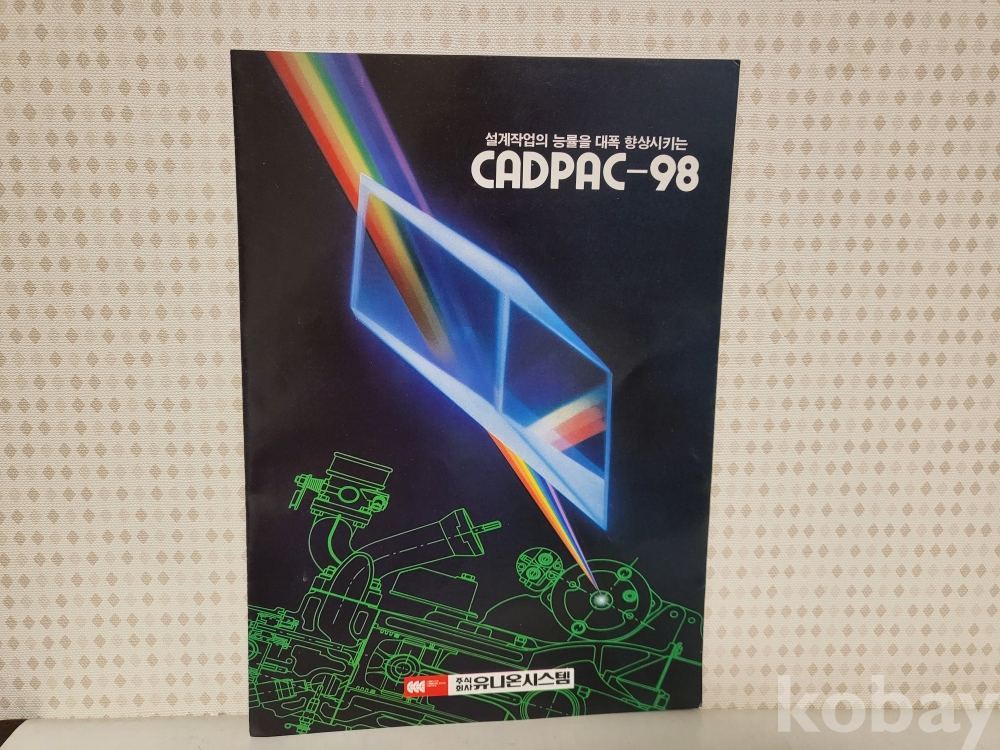 설계작업의 능률을 대폭 향상시키는
CADPAC-98
주식
회사 유니온시스템
kobay